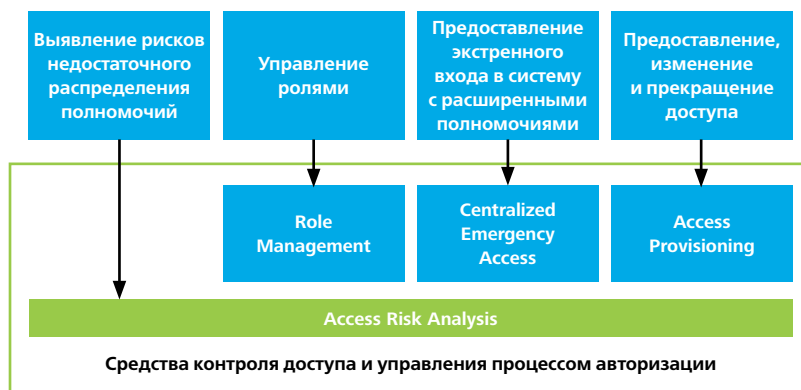 Выявление рисков
недостаточного
распределения
полномочий
Управление
ролями
Предоставление
экстренного
входа в систему
с расширенными
полномочиями
Предоставление,
изменение
и прекращение
доступа
Role
Management
Centralized
Emergency
Access
Access
Provisioning
Access Risk Analysis
Средства контроля доступа и управления процессом авторизации